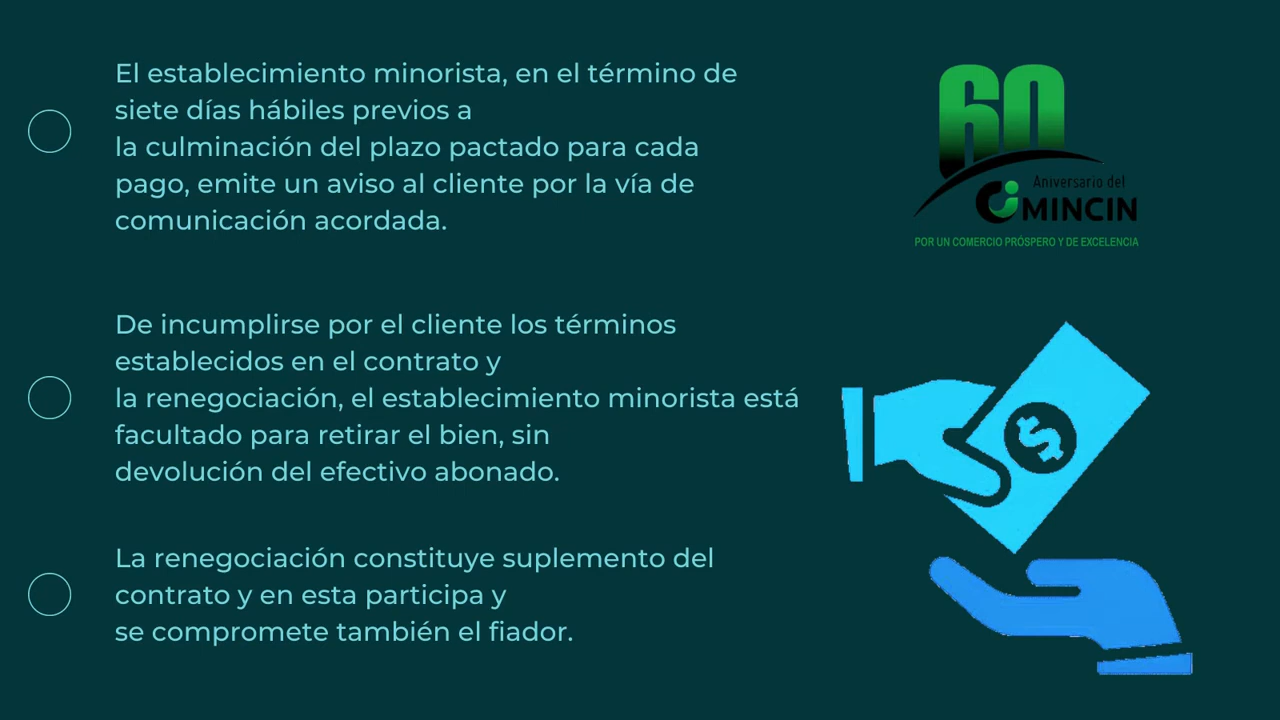 El establecimiento minorista, en el término de
siete días hábiles previos a
la culminación del plazo pactado para cada
pago, emite un aviso al cliente por la vía de
comunicación acordada.
60
Aniversario del
MINCIN
POR UN COMERCIO PRÓSPERO Y DE EXCELENCIA
De incumplirse por el cliente los términos
establecidos en el contrato y
la renegociación, el establecimiento minorista está
facultado para retirar el bien, sin
devolución del efectivo abonado.
$
La renegociación constituye suplemento del
contrato y en esta participa y
se compromete también el fiador.